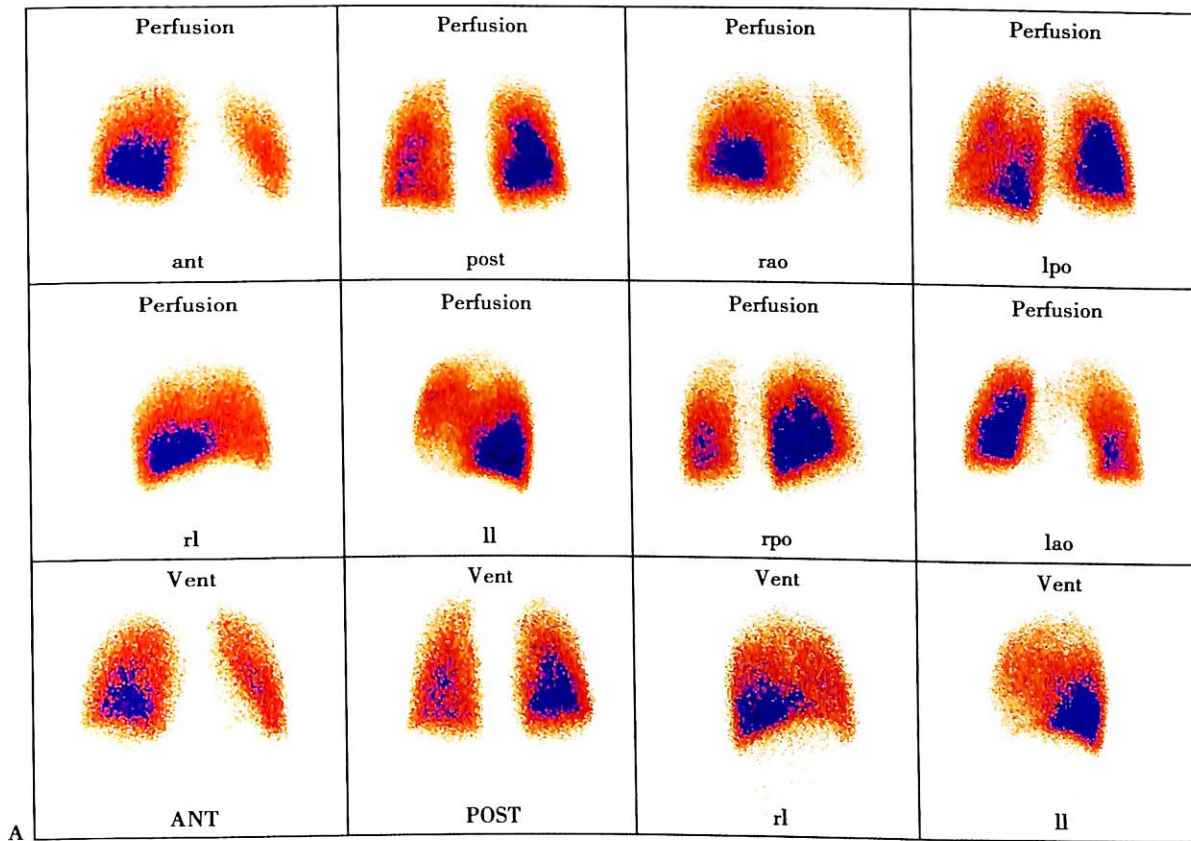 Perfusion
Perfusion
Perfusion
Perfusion
ant
post
rao
lpo
Perfusion
Perfusion
Perfusion
Perfusion
rl
ll
rpo
lao
Vent
Vent
Vent
Vent
ANT
POST
rl
ll
A